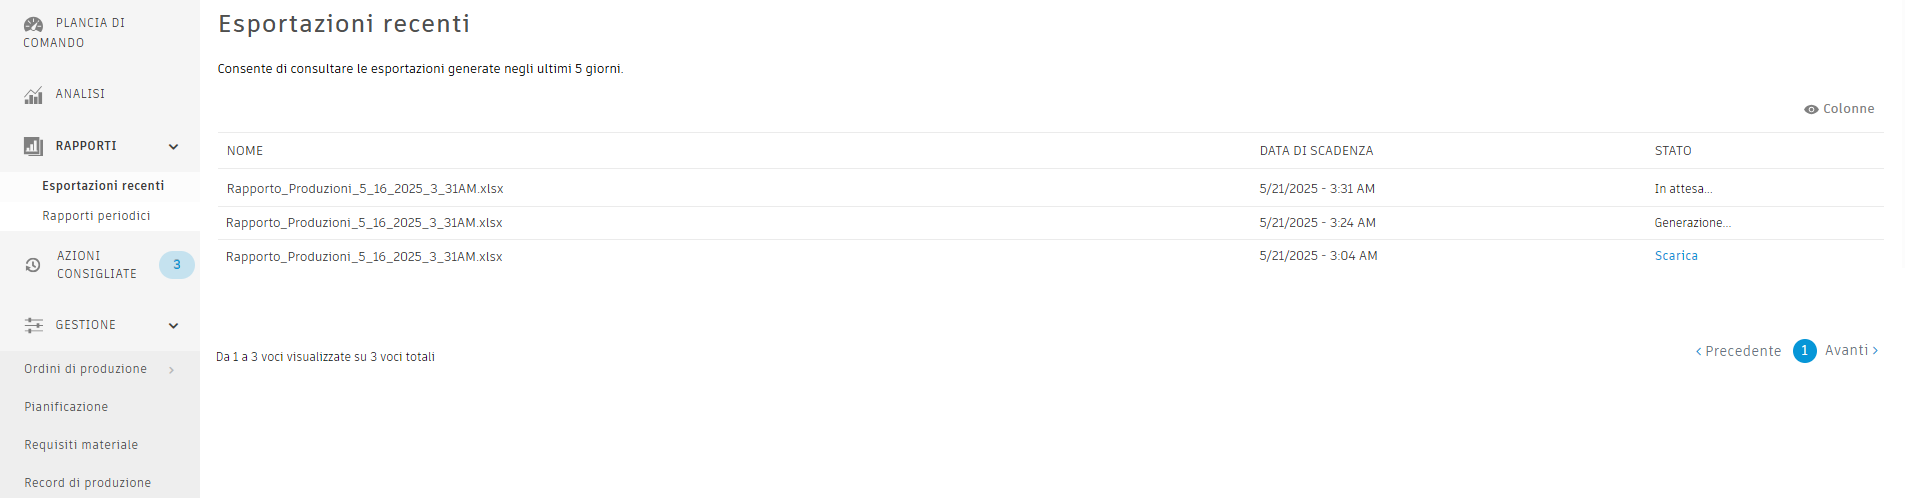 PLANCIA DI
COMANDO
ANALISI
RAPPORTI
Esportazioni recenti
Rapporti periodici
AZIONI
CONSIGLIATE
3
GESTIONE
Ordini di produzione
Pianificazione
Requisiti materiale
Record di produzione
Esportazioni recenti
Consente di consultare le esportazioni generate negli ultimi 5 giorni.
Colonne
NOME DATA DI SCADENZA STATO
Rapporto_Produzioni_5_16_2025_3_31AM.xlsx 5/21/2025 - 3:31 AM In attesa...
Rapporto_Produzioni_5_16_2025_3_31AM.xlsx 5/21/2025 - 3:24 AM Generazione...
Rapporto_Produzioni_5_16_2025_3_31AM.xlsx 5/21/2025 - 3:04 AM Scarica
Da 1 a 3 voci visualizzate su 3 voci totali
‹ Precedente 1 Avanti ›